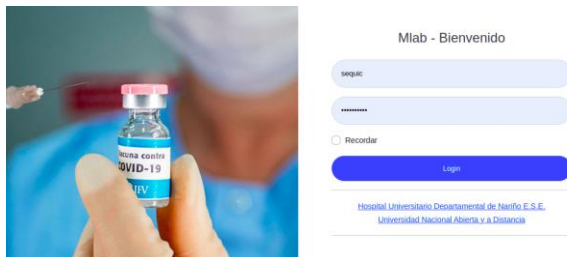 vacuna contra
COVID-19
Mlab - Bienvenido
sequic
••••••••••
Recordar
Login
Hospital Universitario Departamental de Nariño E.S.E.
Universidad Nacional Abierta y a Distancia